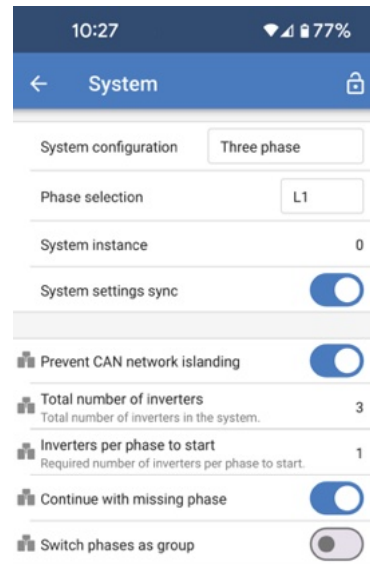 10:27 77%
System
System configuration Three phase
Phase selection L1
System instance 0
System settings sync
Prevent CAN network islanding
Total number of inverters 3
Total number of inverters in the system.
Inverters per phase to start 1
Required number of inverters per phase to start.
Continue with missing phase
Switch phases as group